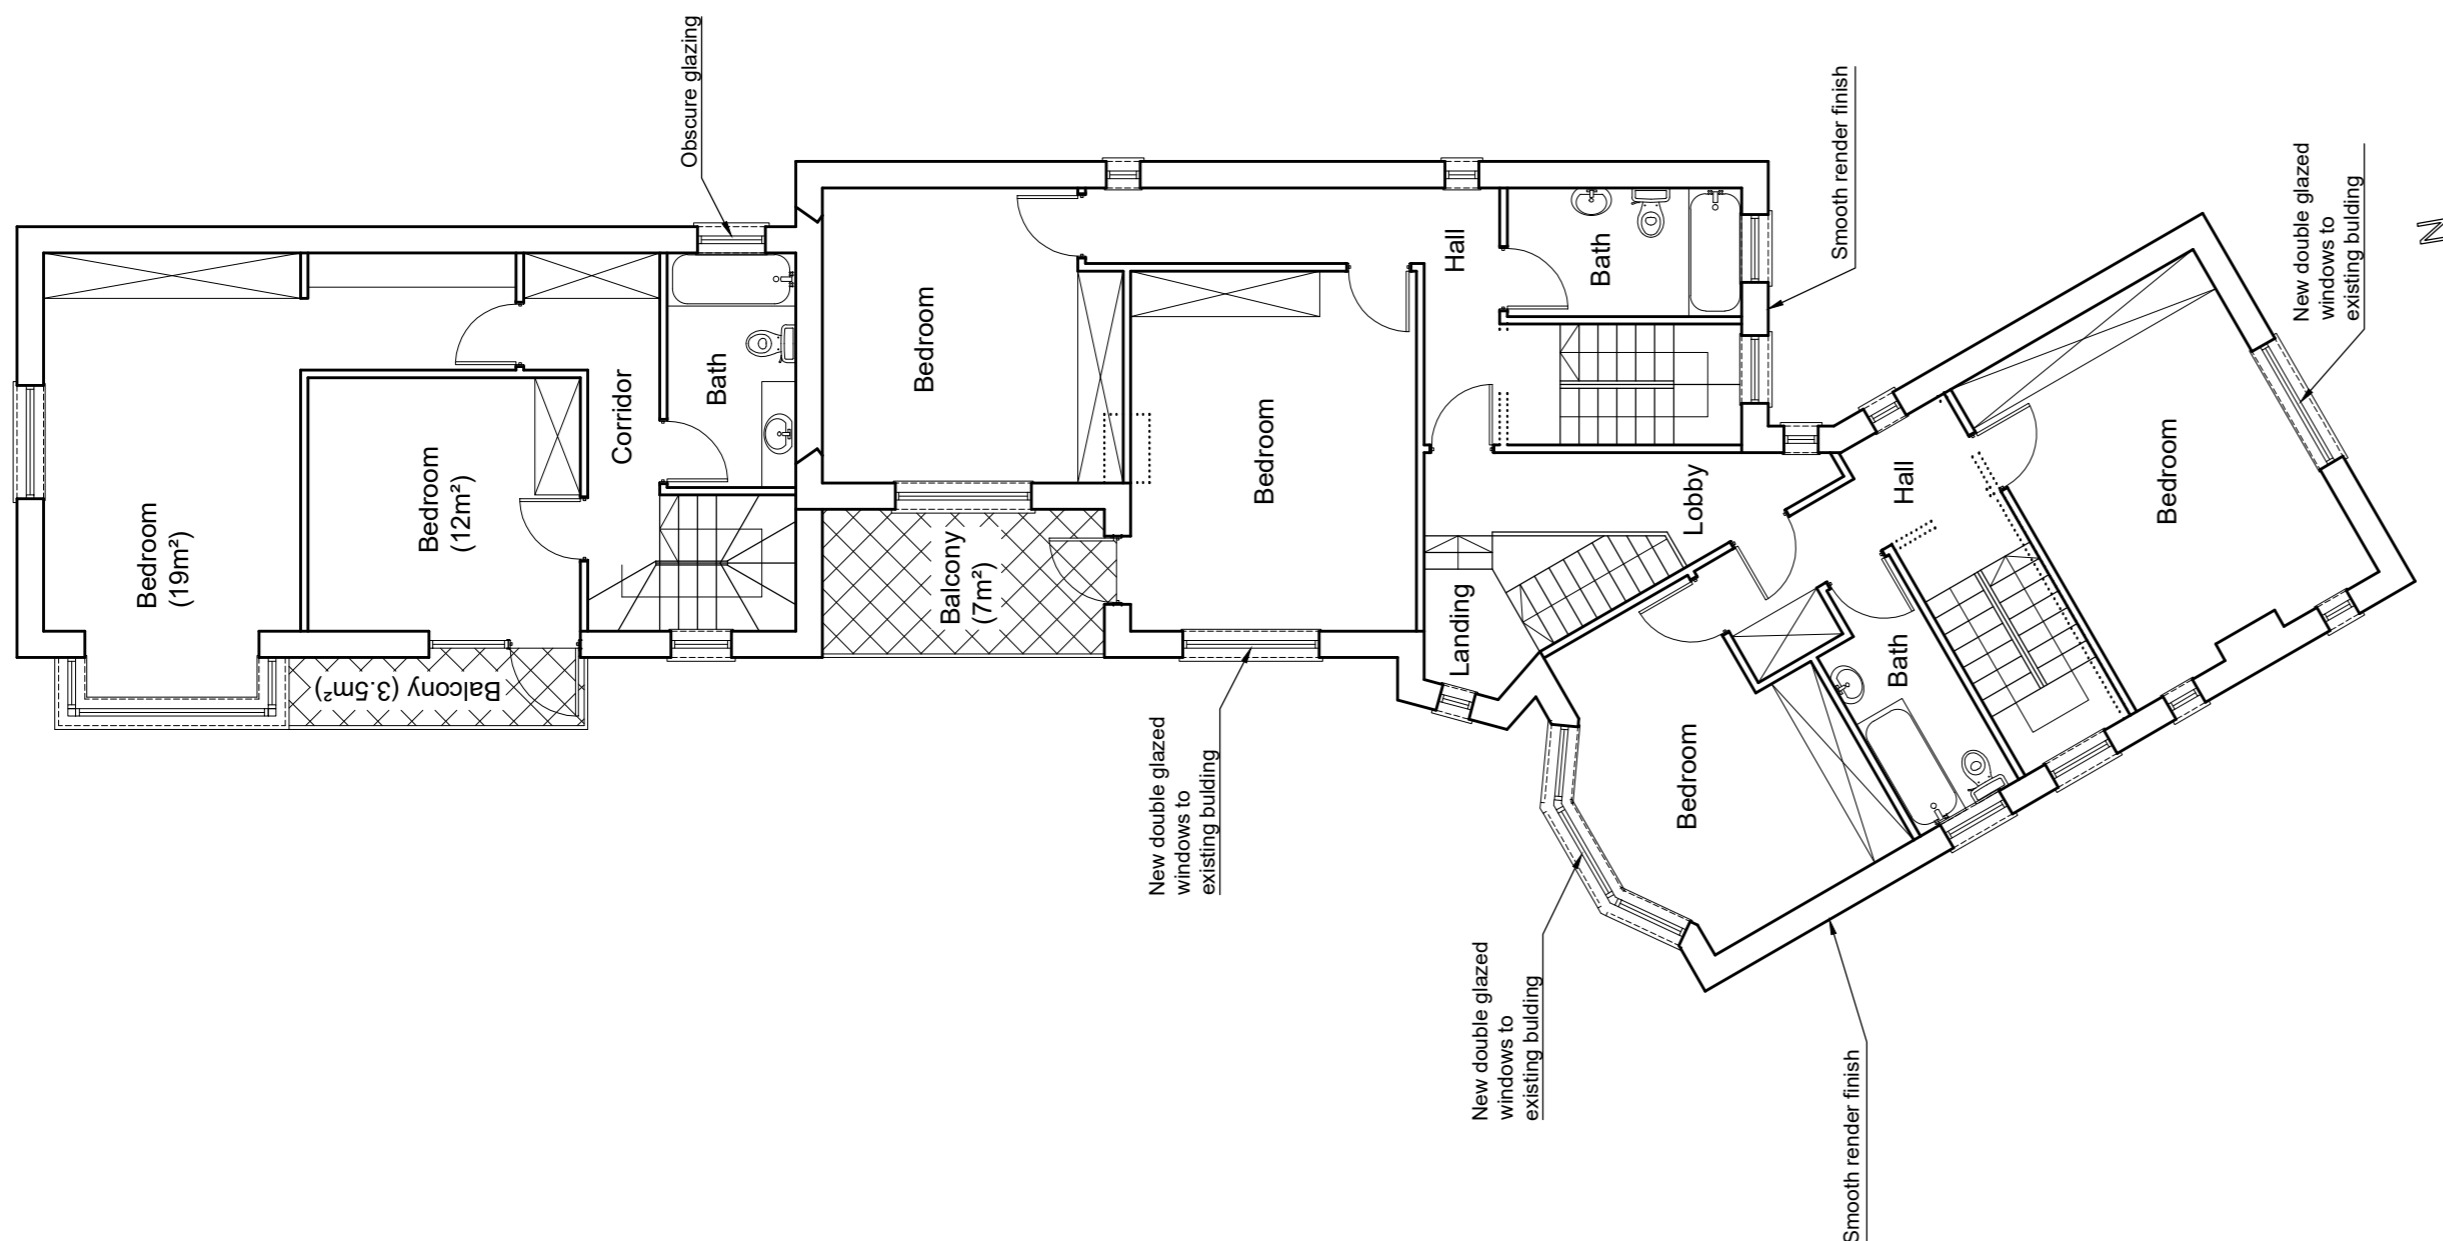 Obscure glazing
Smooth render finish
New double glazed
windows to
existing bulding
N
Bedroom
(19m²)
Bedroom
(12m²)
Corridor
Bath
Balcony (3.5m²)
Bedroom
Balcony
(7m²)
Bedroom
Hall
Bath
Lobby
Landing
Hall
Bedroom
Bath
Bedroom
New double glazed
windows to
existing bulding
New double glazed
windows to
existing bulding
Smooth render finish